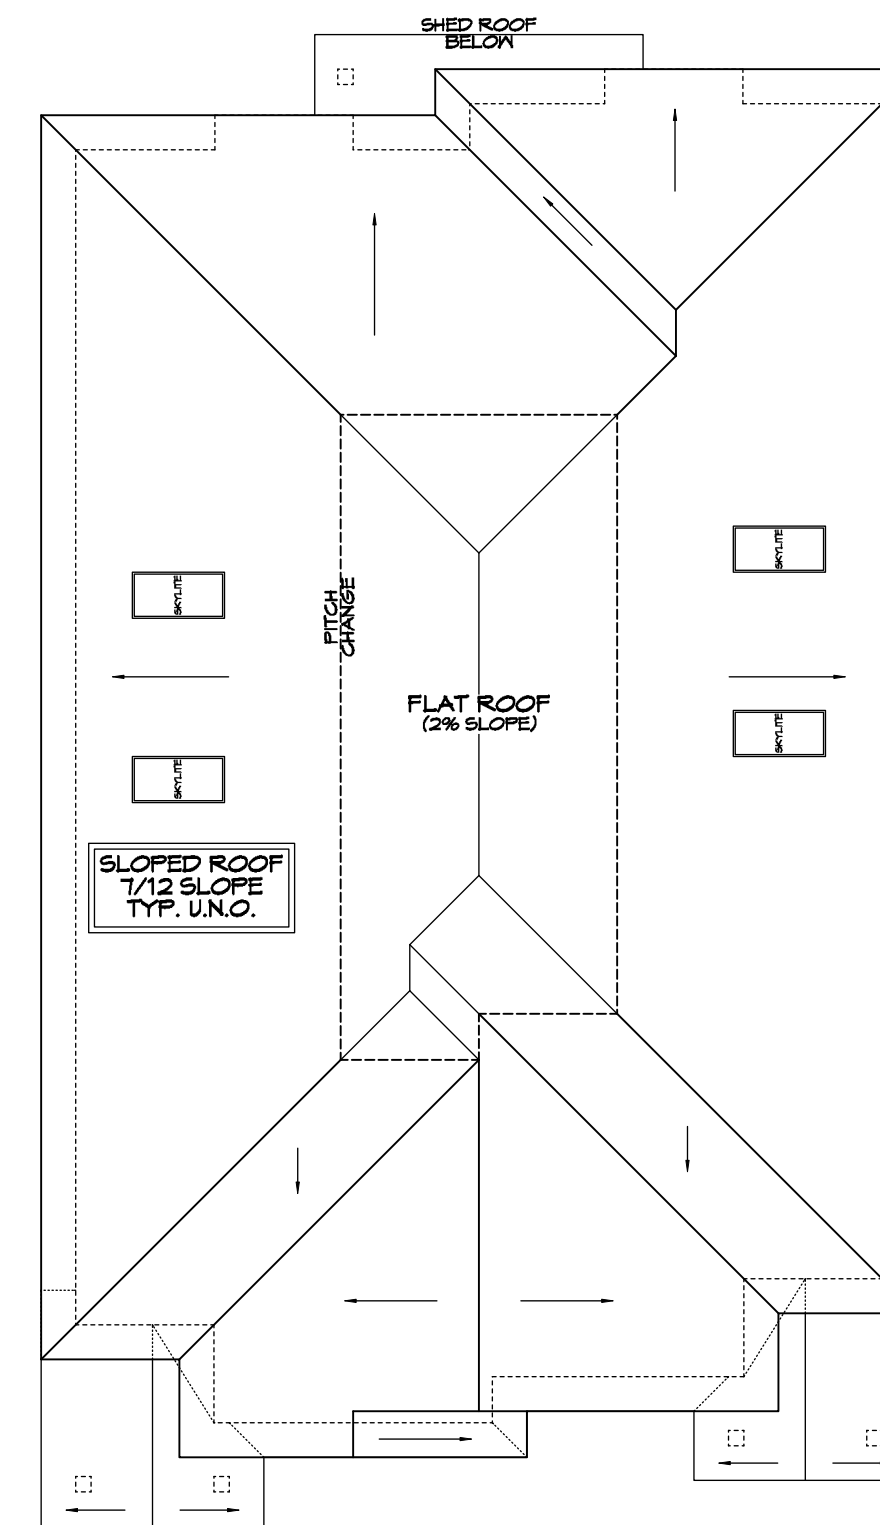 SHED ROOF
BELOW
SKYLITE
SKYLITE
PITCH
CHANGE
FLAT ROOF
(2% SLOPE)
SKYLITE
SKYLITE
SLOPED ROOF
7/12 SLOPE
TYP. U.N.O.